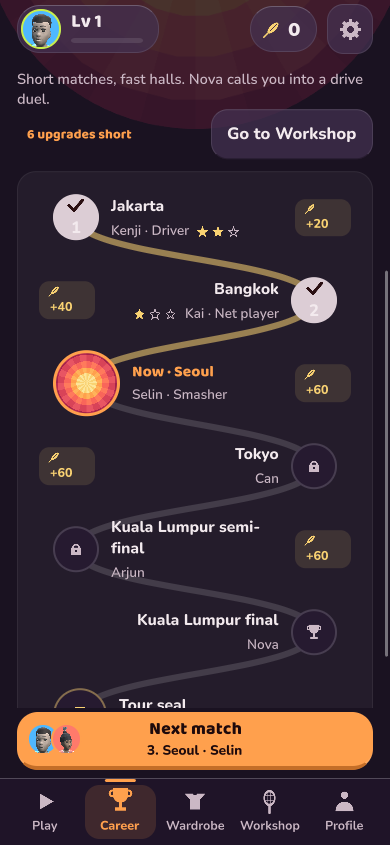 Lv 1
0
Short matches, fast halls. Nova calls you into a drive
duel.
6 upgrades short
Go to Workshop
1
Jakarta
Kenji · Driver
+20
+40
Bangkok
Kai · Net player
2
Now · Seoul
Selin · Smasher
+60
+60
Tokyo
Can
Kuala Lumpur semi-
final
Arjun
+60
Kuala Lumpur final
Nova
Tour seal
Next match
3. Seoul · Selin
Play
Career
Wardrobe
Workshop
Profile